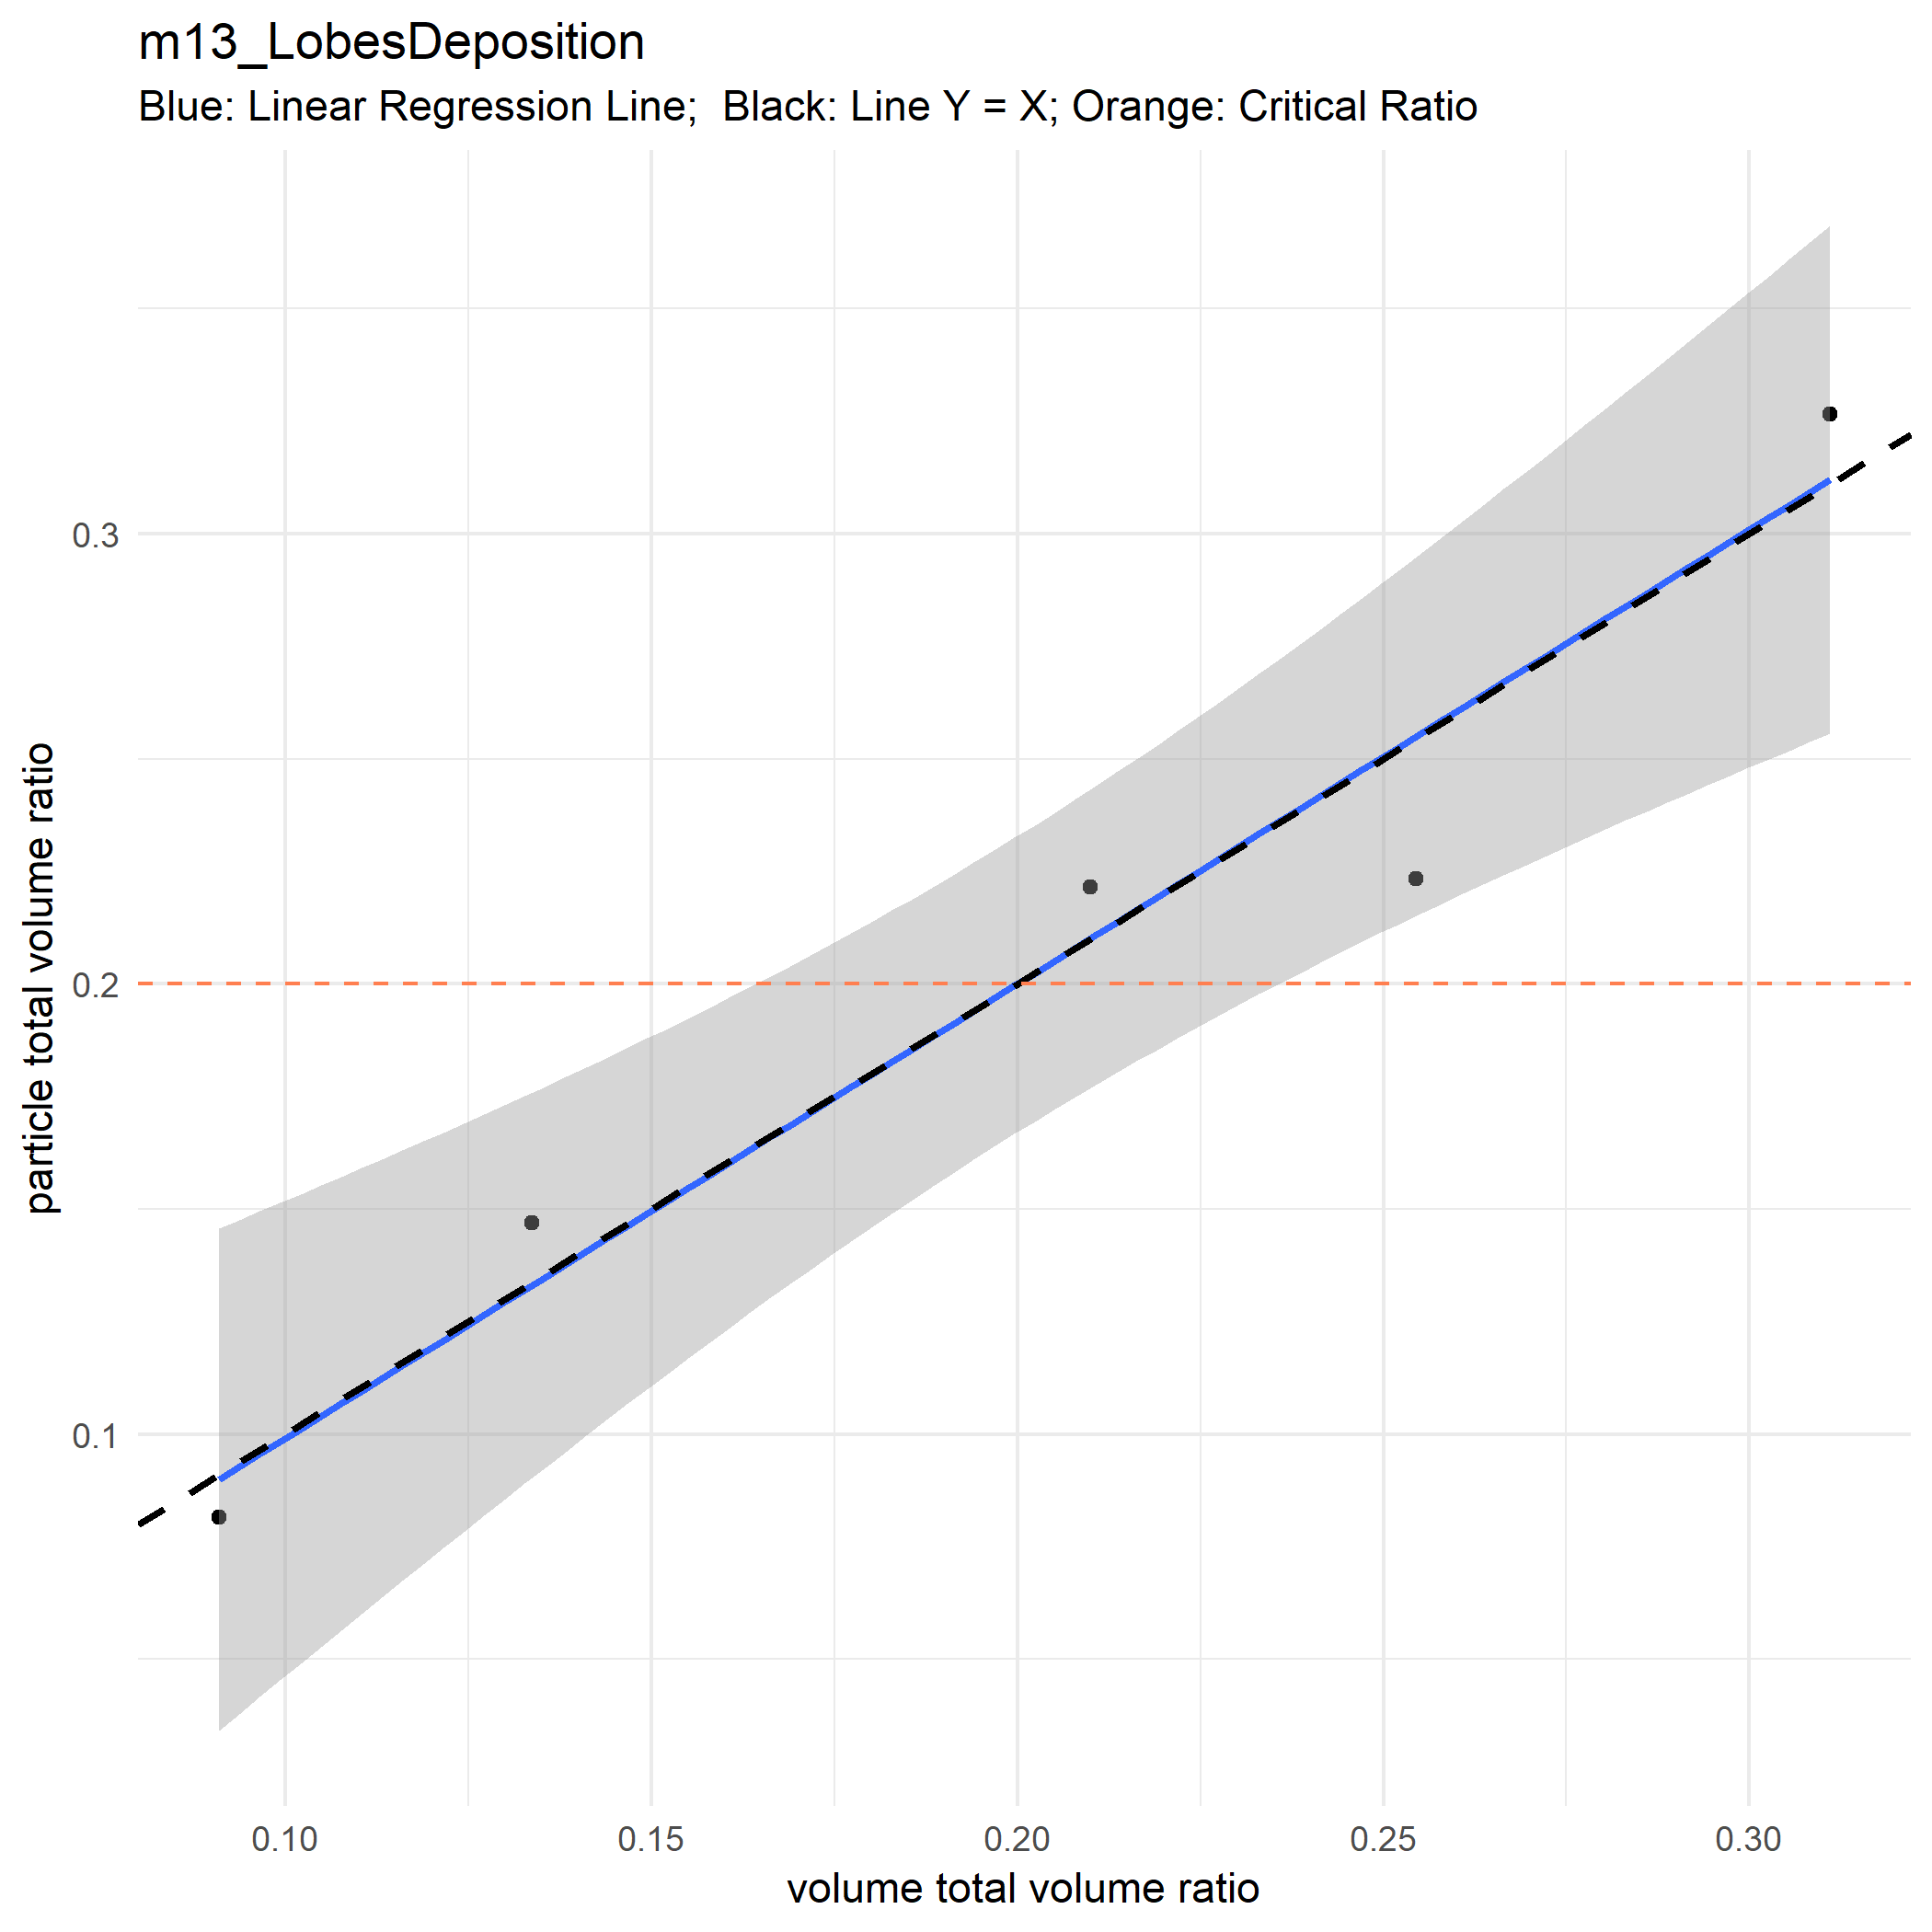 m13_LobesDeposition
Blue: Linear Regression Line;  Black: Line Y = X; Orange: Critical Ratio
particle total volume ratio
0.3
0.2
0.1
0.10 0.15 0.20 0.25 0.30
volume total volume ratio